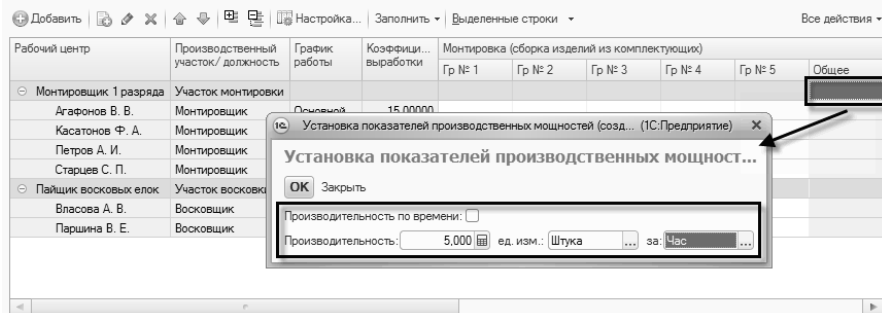 Добавить Настройка... Заполнить Выделенные строки Все действия
Рабочий центр Производственный участок/должность График работы Коэффици... выработки Монтировка (сборка изделий из комплектующих)
Гр № 1 Гр № 2 Гр № 3 Гр № 4 Гр № 5 Общее
Монтировщик 1 разряда Участок монтировки
Агафонов В. В. Монтировщик Основной 15,00000
Касатонов Ф. А. Монтировщик
Петров А. И. Монтировщик
Старцев С. П. Монтировщик
Пайщик восковых елок Участок восковки
Власова А. В. Восковщик
Паршина В. Е. Восковщик
Установка показателей производственных мощностей (созд... (1С:Предприятие)
Установка показателей производственных мощност...
ОК Закрыть
Производительность по времени:
Производительность: 5,000 ед. изм.: Штука ... за: Час ...